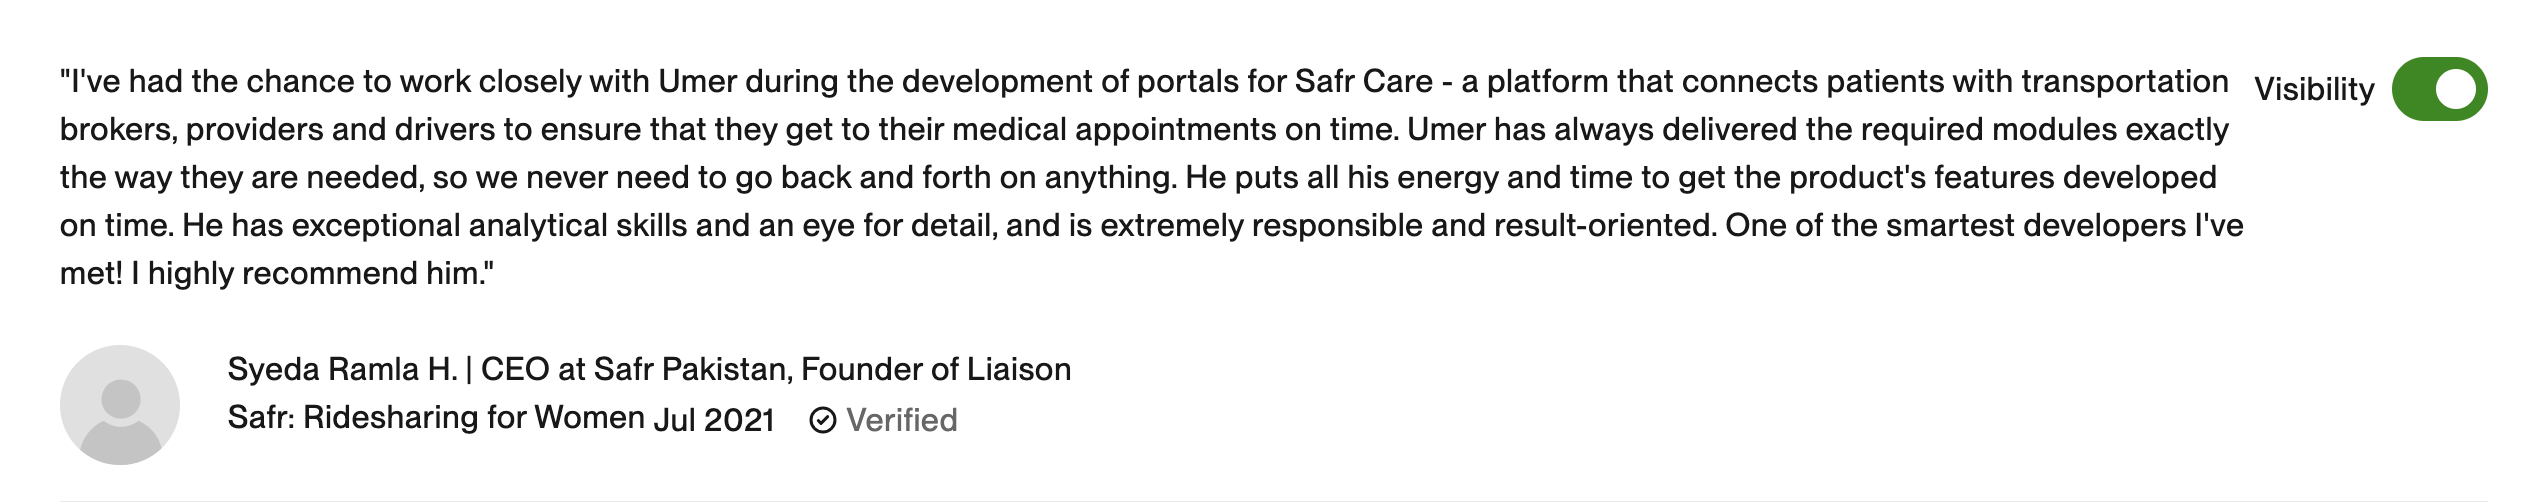 "I've had the chance to work closely with Umer during the development of portals for Safr Care - a platform that connects patients with transportation
brokers, providers and drivers to ensure that they get to their medical appointments on time. Umer has always delivered the required modules exactly
the way they are needed, so we never need to go back and forth on anything. He puts all his energy and time to get the product's features developed
on time. He has exceptional analytical skills and an eye for detail, and is extremely responsible and result-oriented. One of the smartest developers I've
met! I highly recommend him."
Visibility
Syeda Ramla H. | CEO at Safr Pakistan, Founder of Liaison
Safr: Ridesharing for Women Jul 2021 Verified